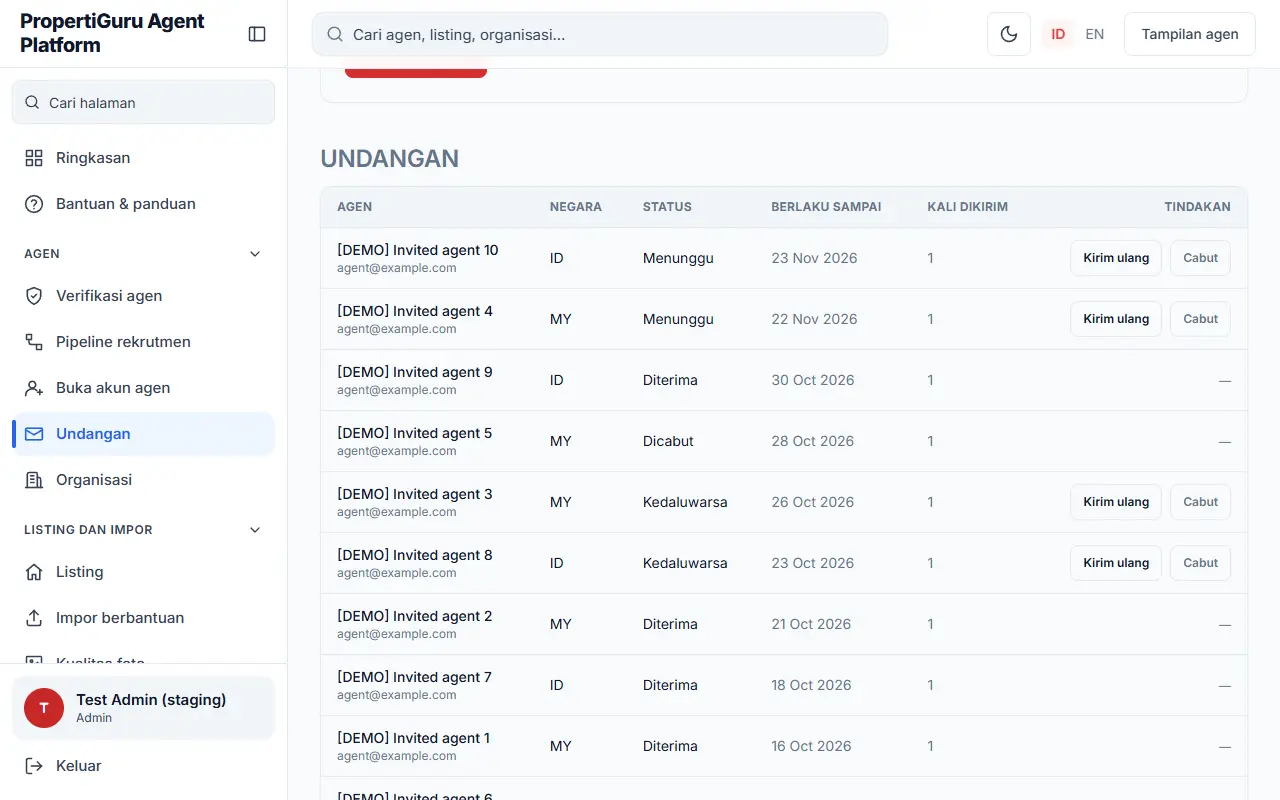 PropertiGuru Agent
Platform
Cari agen, listing, organisasi...
ID
EN
Tampilan agen
Cari halaman
Ringkasan
Bantuan & panduan
AGEN
Verifikasi agen
Pipeline rekrutmen
Buka akun agen
Undangan
Organisasi
LISTING DAN IMPOR
Listing
Impor berbantuan
Kualitas foto
T
Test Admin (staging)
Admin
Keluar
UNDANGAN
AGEN NEGARA STATUS BERLAKU SAMPAI KALI DIKIRIM TINDAKAN
[DEMO] Invited agent 10
agent@example.com
ID Menunggu 23 Nov 2026 1 Kirim ulang Cabut
[DEMO] Invited agent 4
agent@example.com
MY Menunggu 22 Nov 2026 1 Kirim ulang Cabut
[DEMO] Invited agent 9
agent@example.com
ID Diterima 30 Oct 2026 1 —
[DEMO] Invited agent 5
agent@example.com
MY Dicabut 28 Oct 2026 1 —
[DEMO] Invited agent 3
agent@example.com
MY Kedaluwarsa 26 Oct 2026 1 Kirim ulang Cabut
[DEMO] Invited agent 8
agent@example.com
ID Kedaluwarsa 23 Oct 2026 1 Kirim ulang Cabut
[DEMO] Invited agent 2
agent@example.com
MY Diterima 21 Oct 2026 1 —
[DEMO] Invited agent 7
agent@example.com
ID Diterima 18 Oct 2026 1 —
[DEMO] Invited agent 1
agent@example.com
MY Diterima 16 Oct 2026 1 —
[DEMO] Invited agent 6